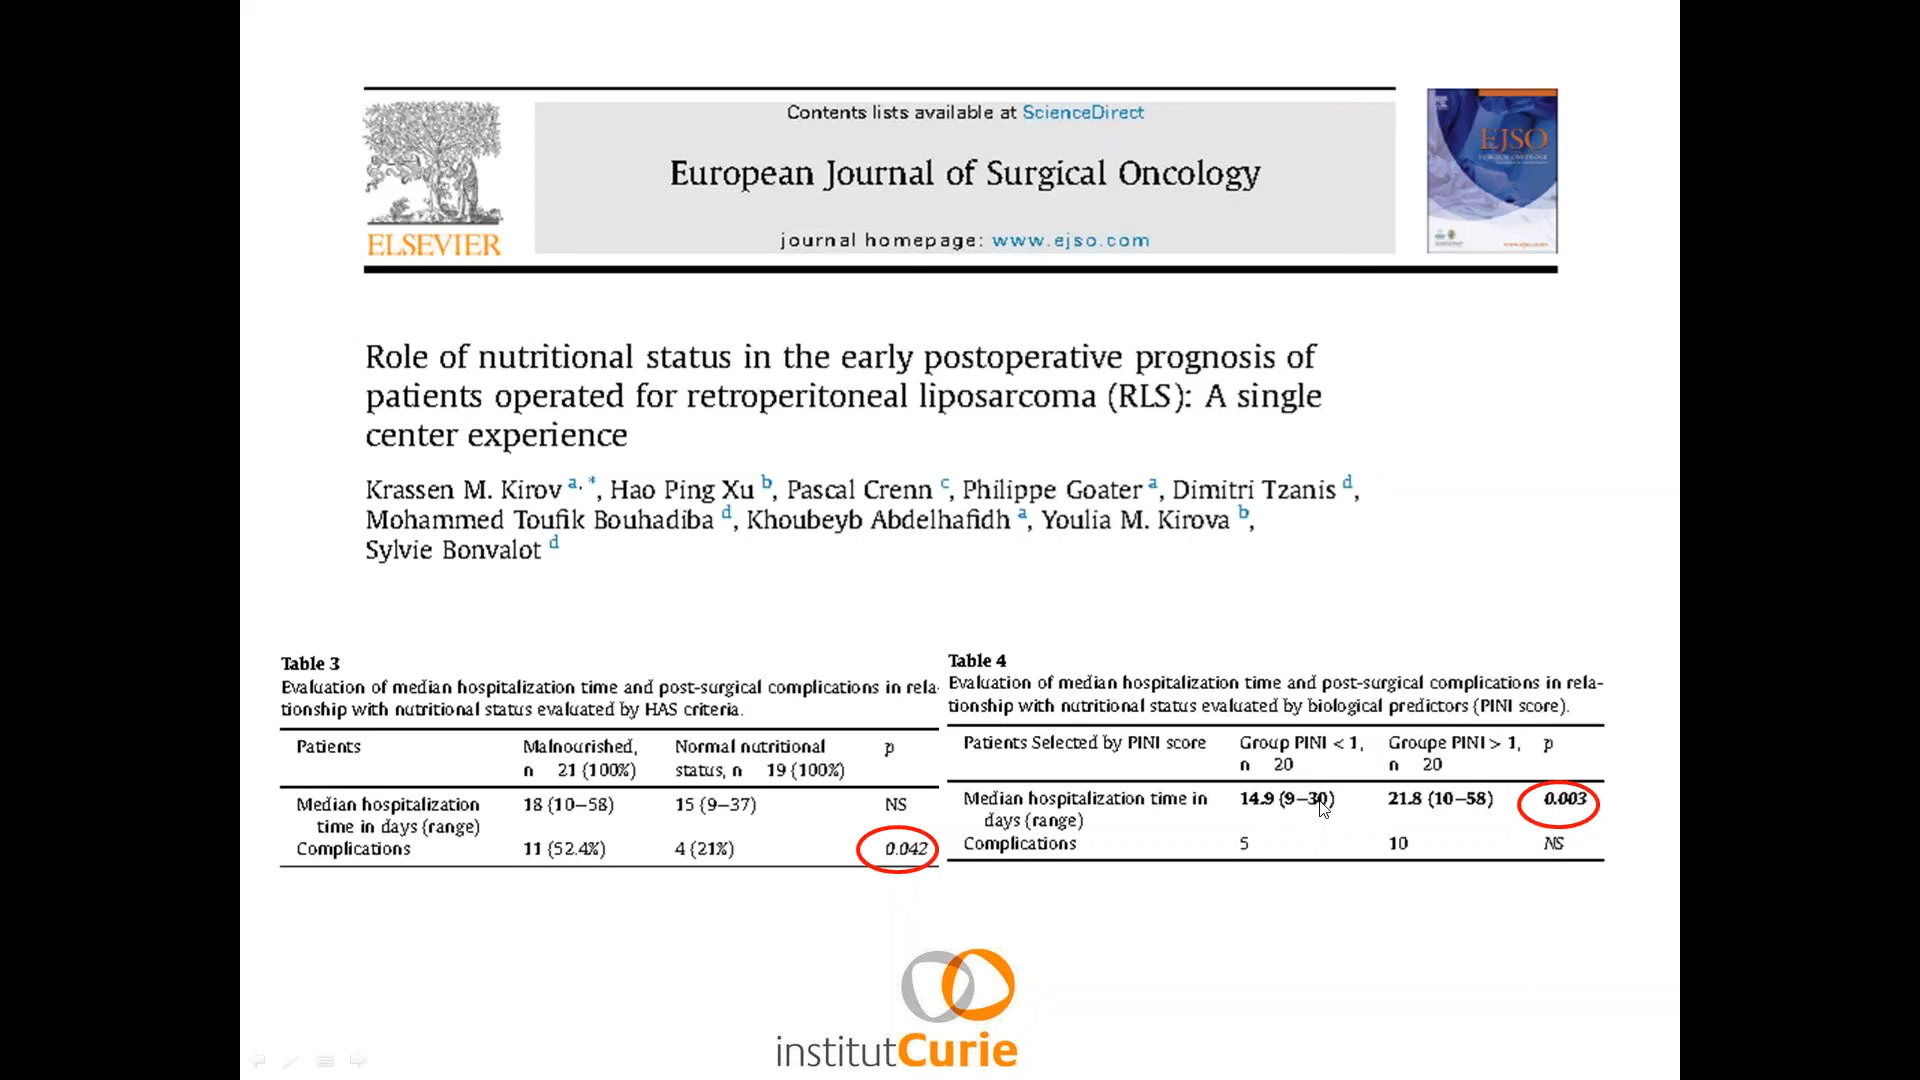 Contents lists available at ScienceDirect
European Journal of Surgical Oncology
journal homepage: www.ejso.com
ELSEVIER
EJSO
Role of nutritional status in the early postoperative prognosis of
patients operated for retroperitoneal liposarcoma (RLS): A single
center experience
Krassen M. Kirov a, *, Hao Ping Xu b, Pascal Crenn c, Philippe Goater a, Dimitri Tzanis d,
Mohammed Toufik Bouhadiba d, Khoubeyb Abdelhafidh a, Youlia M. Kirova b,
Sylvie Bonvalot d
Table 3
Evaluation of median hospitalization time and post-surgical complications in rela-
tionship with nutritional status evaluated by HAS criteria.
Patients Malnourished, Normal nutritional p
n 21 (100%) status, n 19 (100%)
Median hospitalization 18 (10–58) 15 (9–37) NS
time in days (range)
Complications 11 (52.4%) 4 (21%) 0.042
Table 4
Evaluation of median hospitalization time and post-surgical complications in rela-
tionship with nutritional status evaluated by biological predictors (PINI score).
Patients Selected by PINI score Group PINI < 1, Groupe PINI > 1, p
n 20 n 20
Median hospitalization time in 14.9 (9–30) 21.8 (10–58) 0.003
days (range)
Complications 5 10 NS
institutCurie